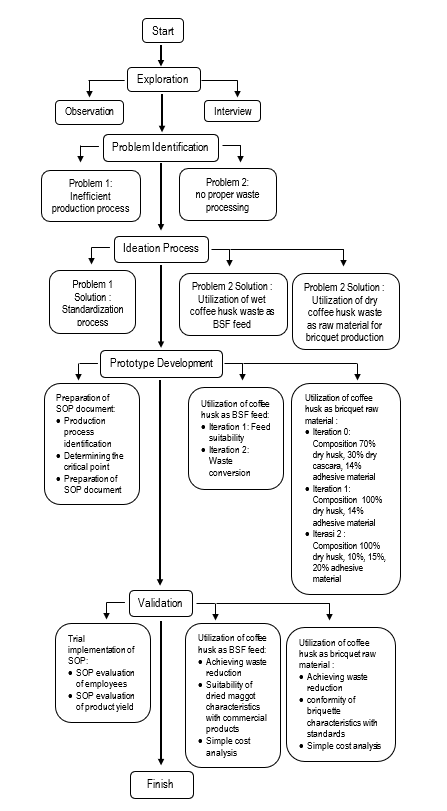 Start
Exploration
Observation
Interview
Problem Identification
Problem 1:
Inefficient
production process
Problem 2:
no proper waste
processing
Ideation Process
Problem 1
Solution :
Standardization
process
Problem 2 Solution :
Utilization of wet
coffee husk waste as
BSF feed
Problem 2 Solution :
Utilization of dry
coffee husk waste
as raw material for
bricquet production
Prototype Development
Preparation of
SOP document:
• Production
process
identification
• Determining the
critical point
• Preparation of
SOP document
Utilization of coffee
husk as BSF feed:
• Iteration 1: Feed
suitability
• Iteration 2:
Waste
conversion
Utilization of coffee
husk as bricquet raw
material :
• Iteration 0:
Composition 70%
dry husk, 30% dry
cascara, 14%
adhesive material
• Iteration 1:
Composition 100%
dry husk, 14%
adhesive material
• Iterasi 2 :
Composition 100%
dry husk, 10%, 15%,
20% adhesive
material
Validation
Trial
implementation of
SOP:
• SOP evaluation
of employees
• SOP evaluation
of product yield
Utilization of coffee
husk as BSF feed:
• Achieving waste
reduction
• Suitability of
dried maggot
characteristics
with commercial
products
• Simple cost
analysis
Utilization of coffee
husk as bricquet raw
material :
• Achieving waste
reduction
• conformity of
briquette
characteristics with
standards
• Simple cost analysis
Finish